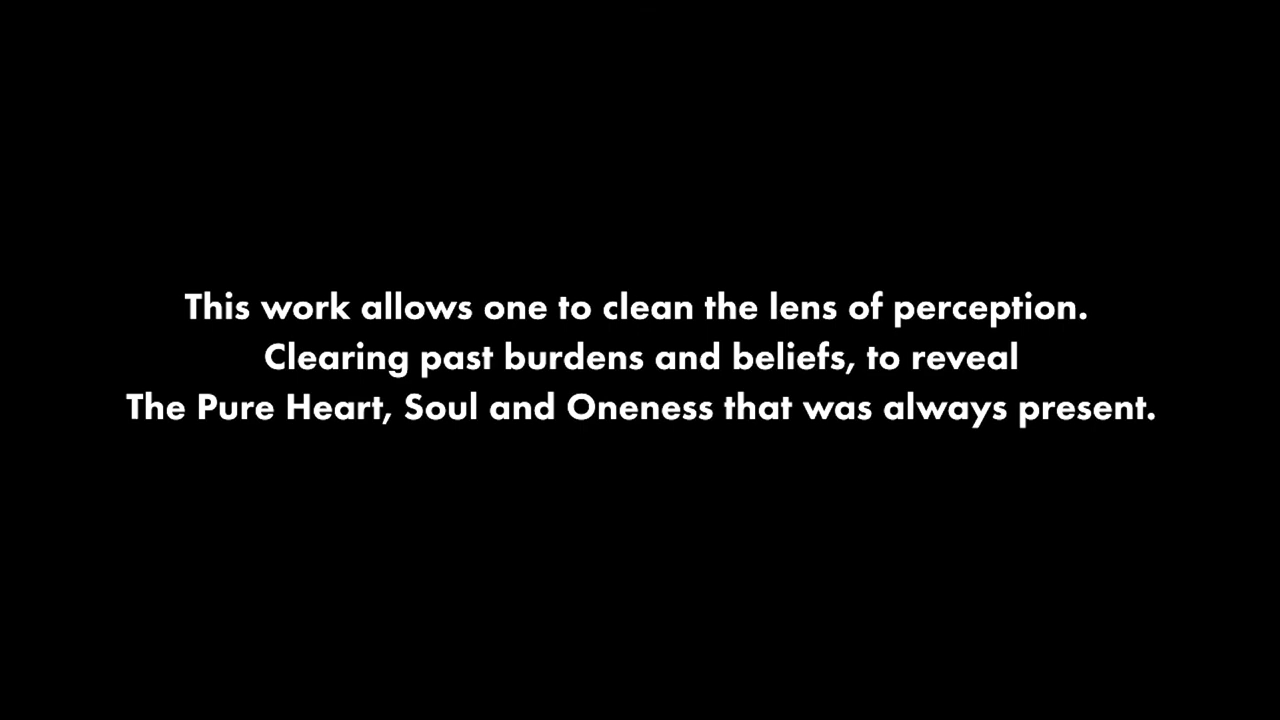 This work allows one to clean the lens of perception.
Clearing past burdens and beliefs, to reveal
The Pure Heart, Soul and Oneness that was always present.